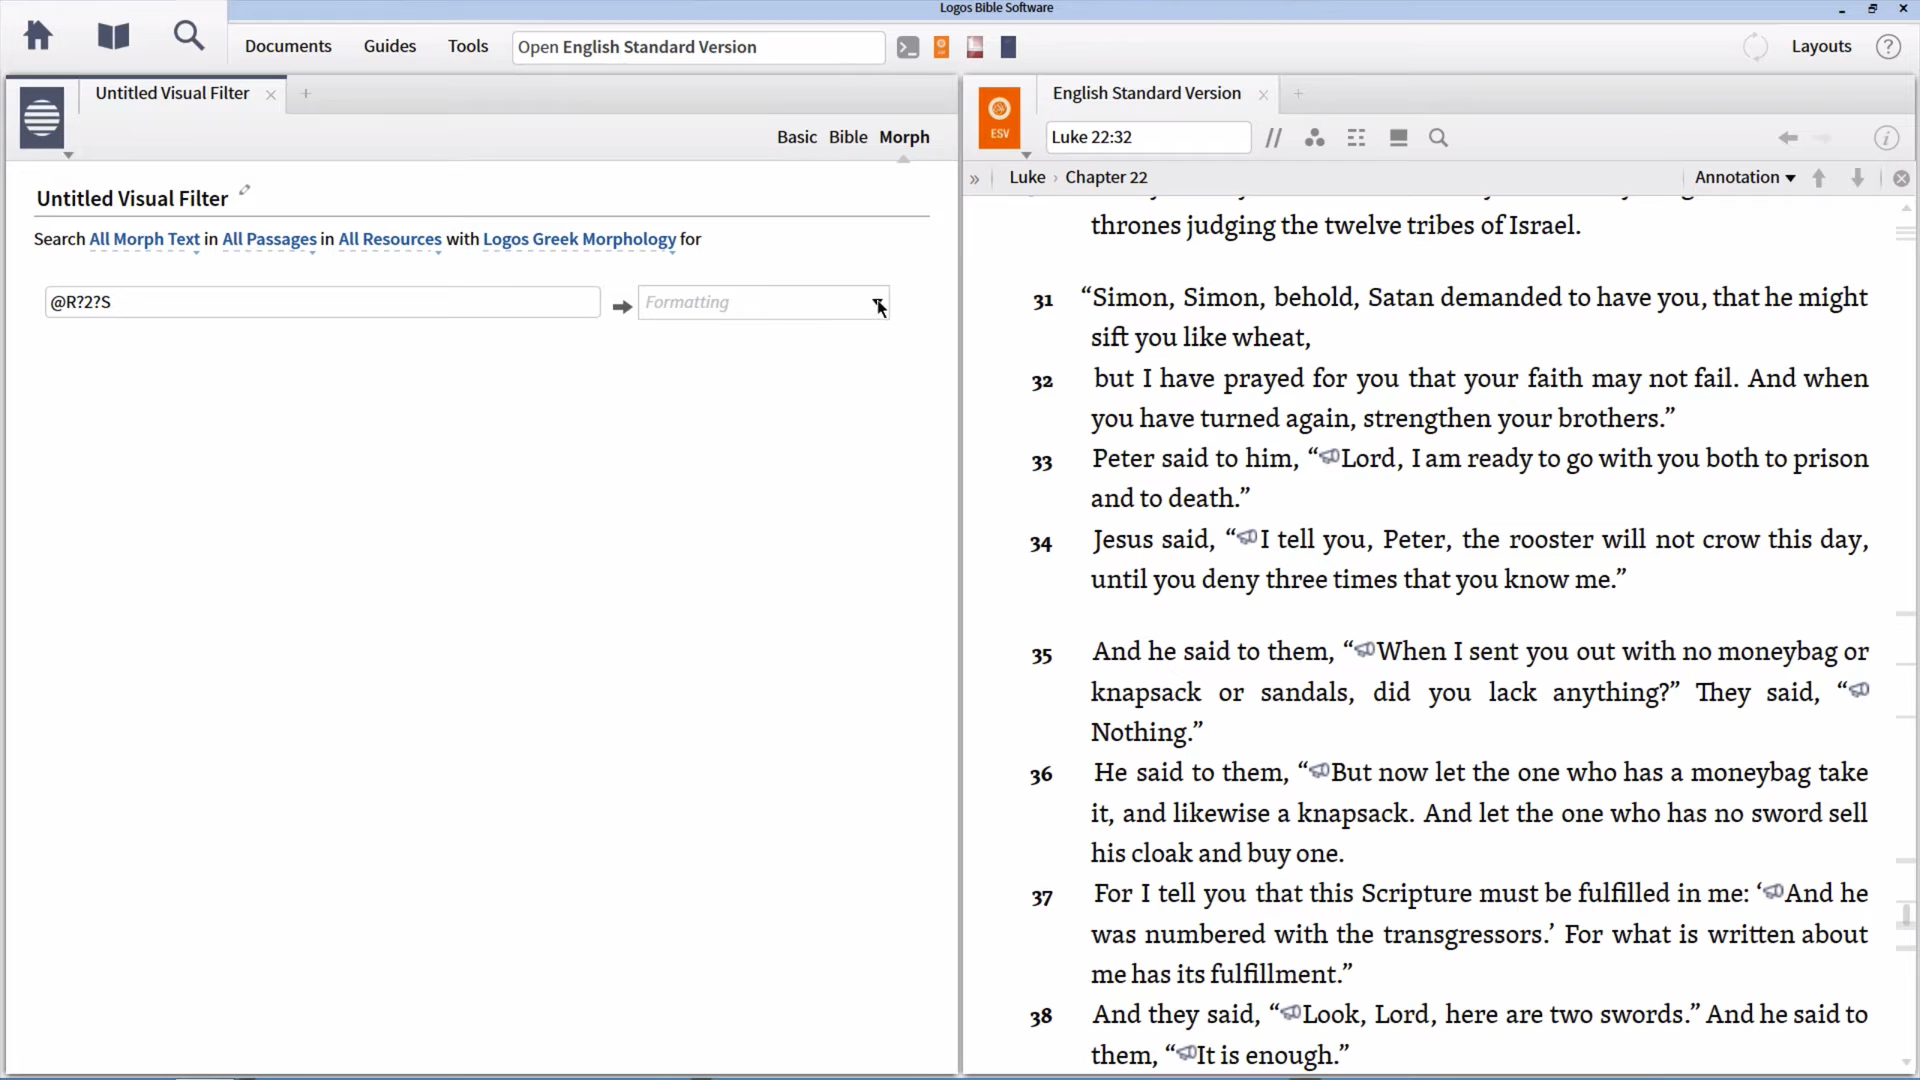 Logos Bible Software
Documents Guides Tools Open English Standard Version Layouts ?
Untitled Visual Filter
Basic Bible Morph
Untitled Visual Filter
Search All Morph Text in All Passages in All Resources with Logos Greek Morphology for
@R?2?S Formatting
English Standard Version
ESV
Luke 22:32
Luke › Chapter 22 Annotation
thrones judging the twelve tribes of Israel.
31 “Simon, Simon, behold, Satan demanded to have you, that he might
sift you like wheat,
32 but I have prayed for you that your faith may not fail. And when
you have turned again, strengthen your brothers.”
33 Peter said to him, “Lord, I am ready to go with you both to prison
and to death.”
34 Jesus said, “I tell you, Peter, the rooster will not crow this day,
until you deny three times that you know me.”
35 And he said to them, “When I sent you out with no moneybag or
knapsack or sandals, did you lack anything?” They said, “
Nothing.”
36 He said to them, “But now let the one who has a moneybag take
it, and likewise a knapsack. And let the one who has no sword sell
his cloak and buy one.
37 For I tell you that this Scripture must be fulfilled in me: ‘And he
was numbered with the transgressors.’ For what is written about
me has its fulfillment.”
38 And they said, “Look, Lord, here are two swords.” And he said to
them, “It is enough.”